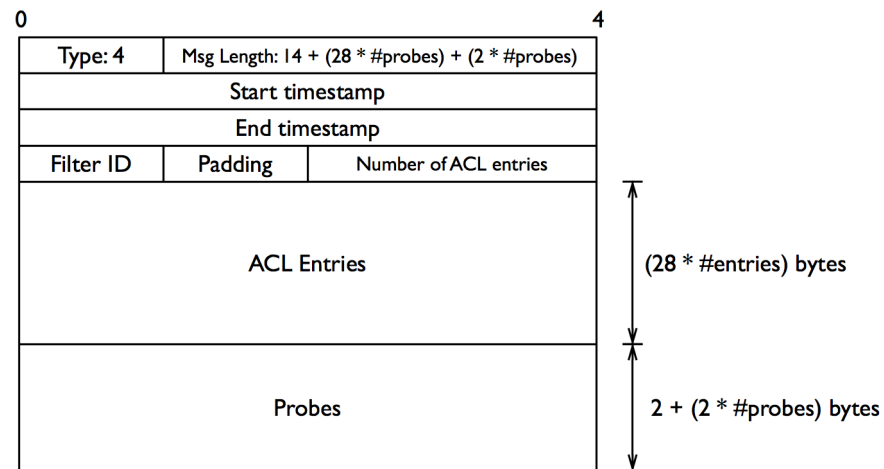 0 4
Type: 4 Msg Length: 14 + (28 * #probes) + (2 * #probes)
Start timestamp
End timestamp
Filter ID Padding Number of ACL entries
ACL Entries (28 * #entries) bytes
Probes 2 + (2 * #probes) bytes